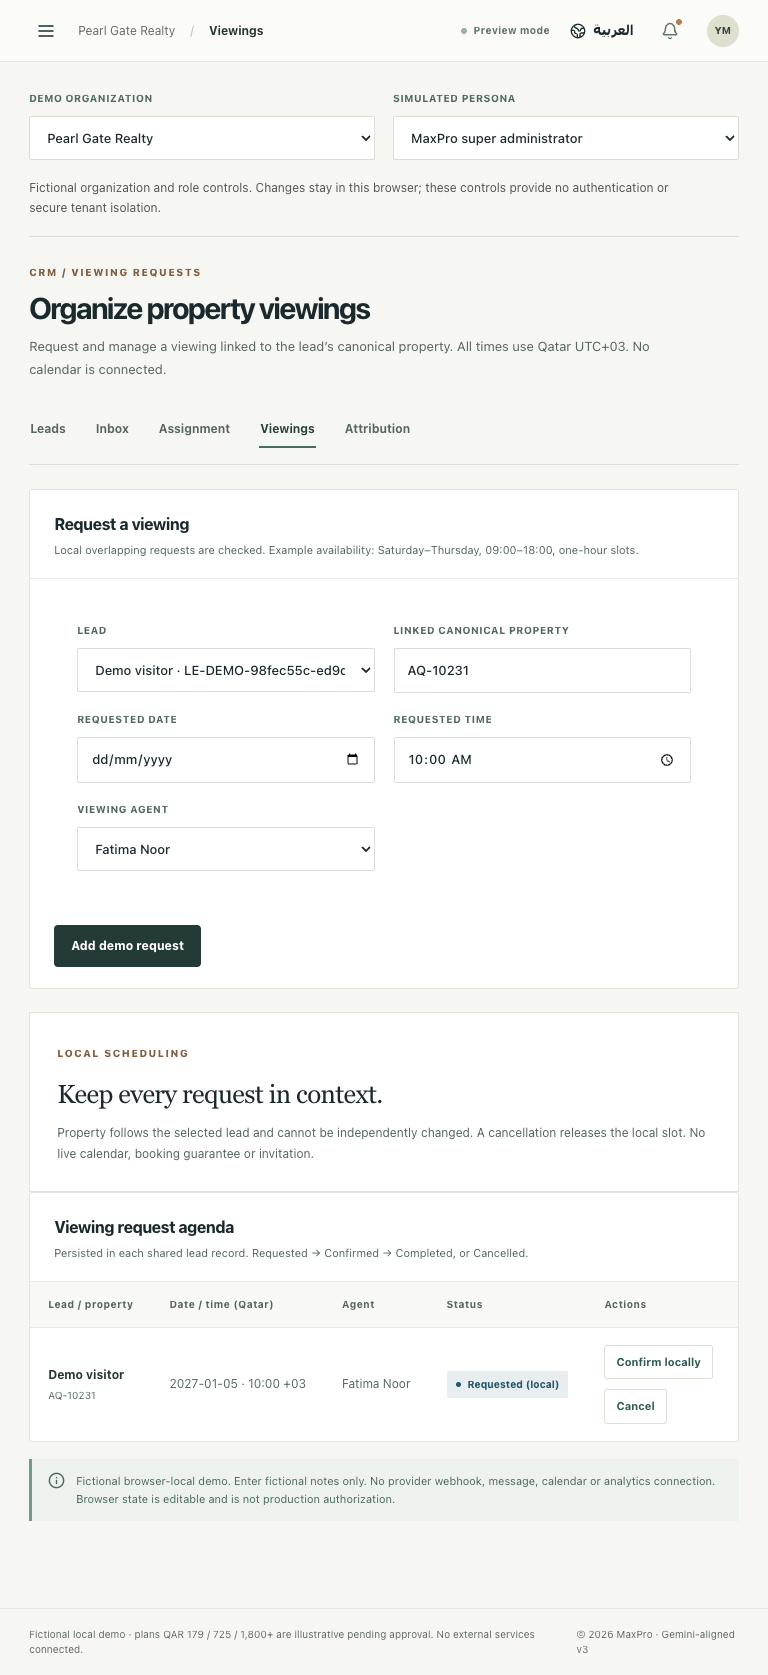 Pearl Gate Realty / Viewings
Preview mode
العربية
YM
DEMO ORGANIZATION
Pearl Gate Realty
SIMULATED PERSONA
MaxPro super administrator
Fictional organization and role controls. Changes stay in this browser; these controls provide no authentication or
secure tenant isolation.
CRM / VIEWING REQUESTS
Organize property viewings
Request and manage a viewing linked to the lead’s canonical property. All times use Qatar UTC+03. No
calendar is connected.
Leads Inbox Assignment Viewings Attribution
Request a viewing
Local overlapping requests are checked. Example availability: Saturday–Thursday, 09:00–18:00, one-hour slots.
LEAD
Demo visitor · LE-DEMO-98fec55c-ed9c
LINKED CANONICAL PROPERTY
AQ-10231
REQUESTED DATE
dd/mm/yyyy
REQUESTED TIME
10:00 AM
VIEWING AGENT
Fatima Noor
Add demo request
LOCAL SCHEDULING
Keep every request in context.
Property follows the selected lead and cannot be independently changed. A cancellation releases the local slot. No
live calendar, booking guarantee or invitation.
Viewing request agenda
Persisted in each shared lead record. Requested → Confirmed → Completed, or Cancelled.
Lead / property Date / time (Qatar) Agent Status Actions
Demo visitor
AQ-10231
2027-01-05 · 10:00 +03
Fatima Noor
Requested (local)
Confirm locally
Cancel
Fictional browser-local demo. Enter fictional notes only. No provider webhook, message, calendar or analytics connection.
Browser state is editable and is not production authorization.
Fictional local demo · plans QAR 179 / 725 / 1,800+ are illustrative pending approval. No external services
connected.
© 2026 MaxPro · Gemini-aligned
v3